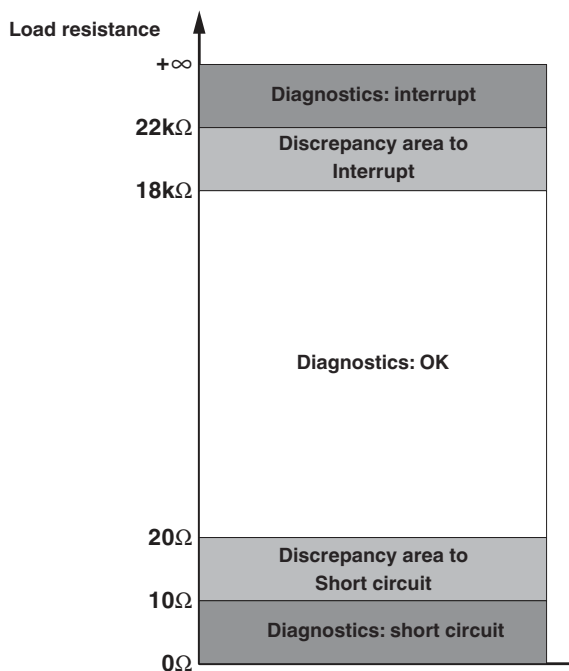 Load resistance
+∞
Diagnostics: interrupt
22kΩ
Discrepancy area to
Interrupt
18kΩ
Diagnostics: OK
20Ω
Discrepancy area to
Short circuit
10Ω
Diagnostics: short circuit
0Ω